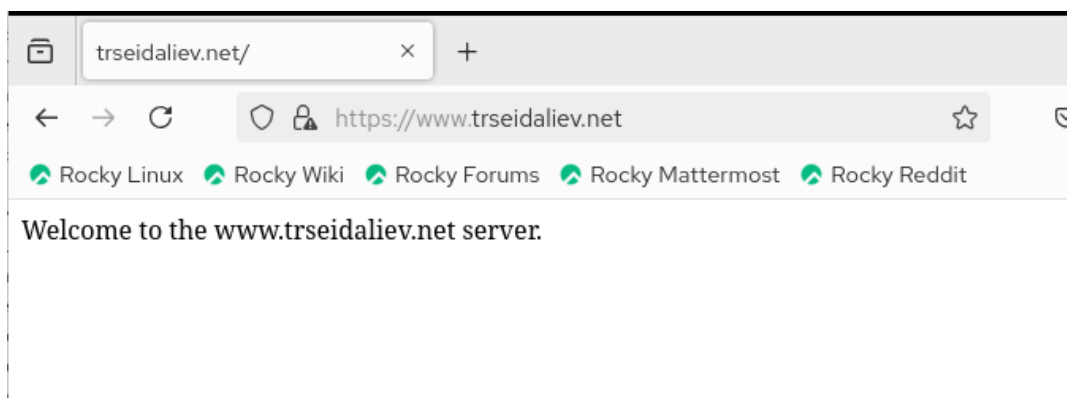 trseidaliev.net/
https://www.trseidaliev.net
Rocky Linux Rocky Wiki Rocky Forums Rocky Mattermost Rocky Reddit
Welcome to the www.trseidaliev.net server.